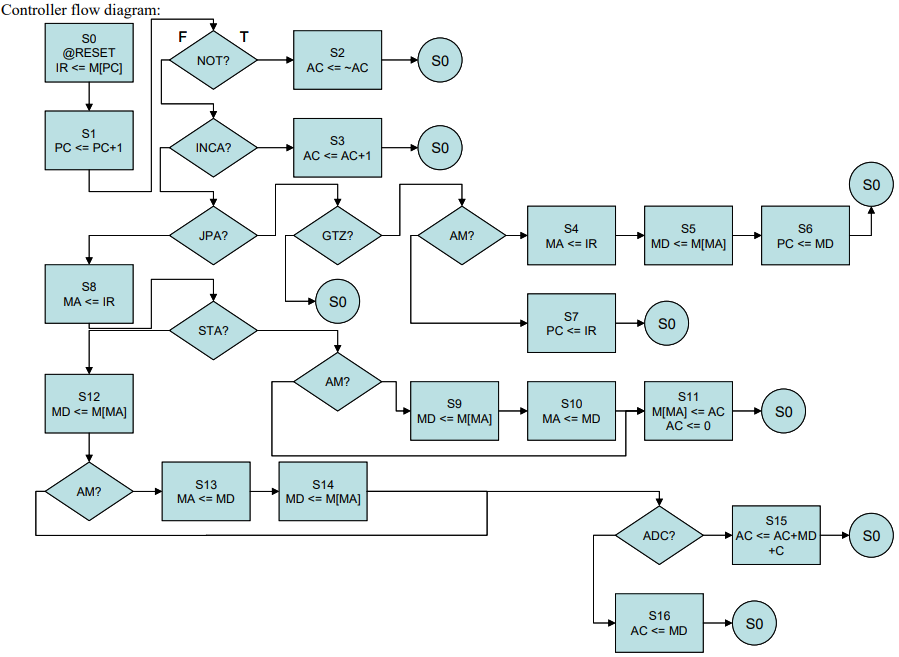 Controller flow diagram:
S0
@RESET
IR <= M[PC]
F
T
NOT?
S2
AC <= ~AC
S0
S1
PC <= PC+1
INCA?
S3
AC <= AC+1
S0
S0
JPA?
GTZ?
AM?
S4
MA <= IR
S5
MD <= M[MA]
S6
PC <= MD
S8
MA <= IR
S0
S7
PC <= IR
S0
STA?
S12
MD <= M[MA]
AM?
S9
MD <= M[MA]
S10
MA <= MD
S11
M[MA] <= AC
AC <= 0
S0
AM?
S13
MA <= MD
S14
MD <= M[MA]
ADC?
S15
AC <= AC+MD
+C
S0
S16
AC <= MD
S0